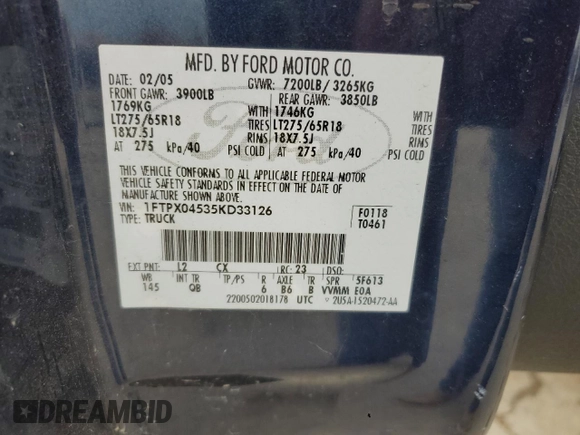 MFD. BY FORD MOTOR CO.
DATE: 02/05 GVWR: 7200LB/ 3265KG
FRONT GAWR: 3900LB REAR GAWR: 3850LB
1769KG WITH 1746KG WITH
LT275/65R18 TIRES LT275/65R18 TIRES
18X7.5J RIMS 18X7.5J RIMS
AT 275 kPa/40 PSI COLD AT 275 kPa/40 PSI COLD
THIS VEHICLE CONFORMS TO ALL APPLICABLE FEDERAL MOTOR
VEHICLE SAFETY STANDARDS IN EFFECT ON THE DATE OF
MANUFACTURE SHOWN ABOVE.
VIN: 1FTPX04535KD33126 F0118
TYPE: TRUCK T0461
EXT PNT: L2 CX RC: 23 DSO:
WB INT TR TP/PS R AXLE TR SPR 5F613
145 QB 6 B6 B VVMM E0A
2200502018178 UTC 2U5A-1520472-AA
Ford
DREAMBID